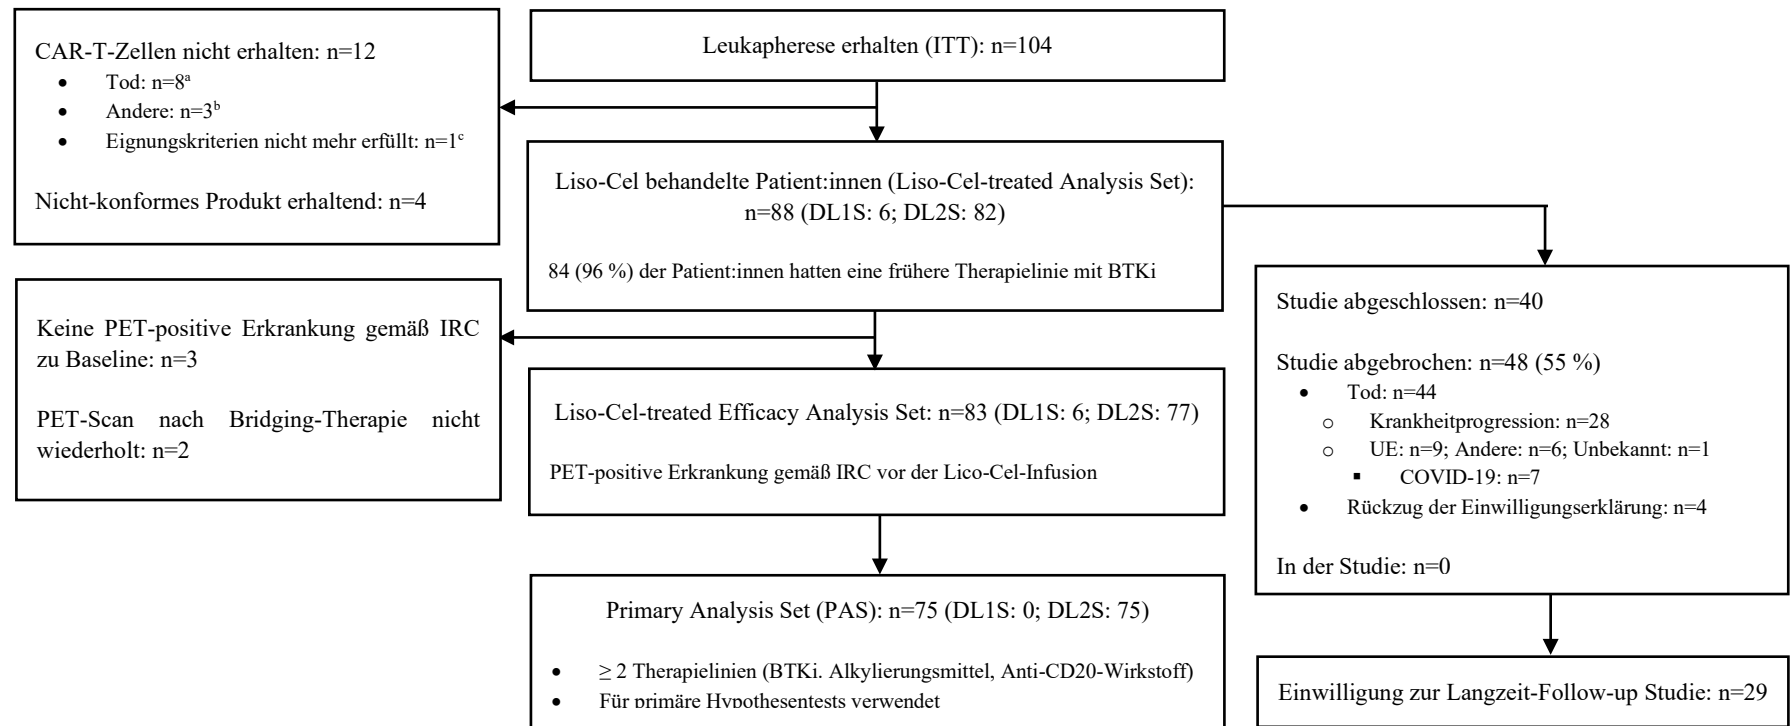 Leukapherese erhalten (ITT): n=104
CAR-T-Zellen nicht erhalten: n=12
• Tod: n=8ᵃ
• Andere: n=3ᵇ
• Eignungskriterien nicht mehr erfüllt: n=1ᶜ
Nicht-konformes Produkt erhaltend: n=4
Liso-Cel behandelte Patient:innen (Liso-Cel-treated Analysis Set):
n=88 (DL1S: 6; DL2S: 82)
84 (96 %) der Patient:innen hatten eine frühere Therapielinie mit BTKi
Keine PET-positive Erkrankung gemäß IRC
zu Baseline: n=3
PET-Scan nach Bridging-Therapie nicht
wiederholt: n=2
Liso-Cel-treated Efficacy Analysis Set: n=83 (DL1S: 6; DL2S: 77)
PET-positive Erkrankung gemäß IRC vor der Lico-Cel-Infusion
Primary Analysis Set (PAS): n=75 (DL1S: 0; DL2S: 75)
• ≥ 2 Therapielinien (BTKi. Alkylierungsmittel, Anti-CD20-Wirkstoff)
• Für primäre Hypothesentests verwendet
Studie abgeschlossen: n=40
Studie abgebrochen: n=48 (55 %)
• Tod: n=44
o Krankheitprogression: n=28
o UE: n=9; Andere: n=6; Unbekannt: n=1
▪ COVID-19: n=7
• Rückzug der Einwilligungserklärung: n=4
In der Studie: n=0
Einwilligung zur Langzeit-Follow-up Studie: n=29